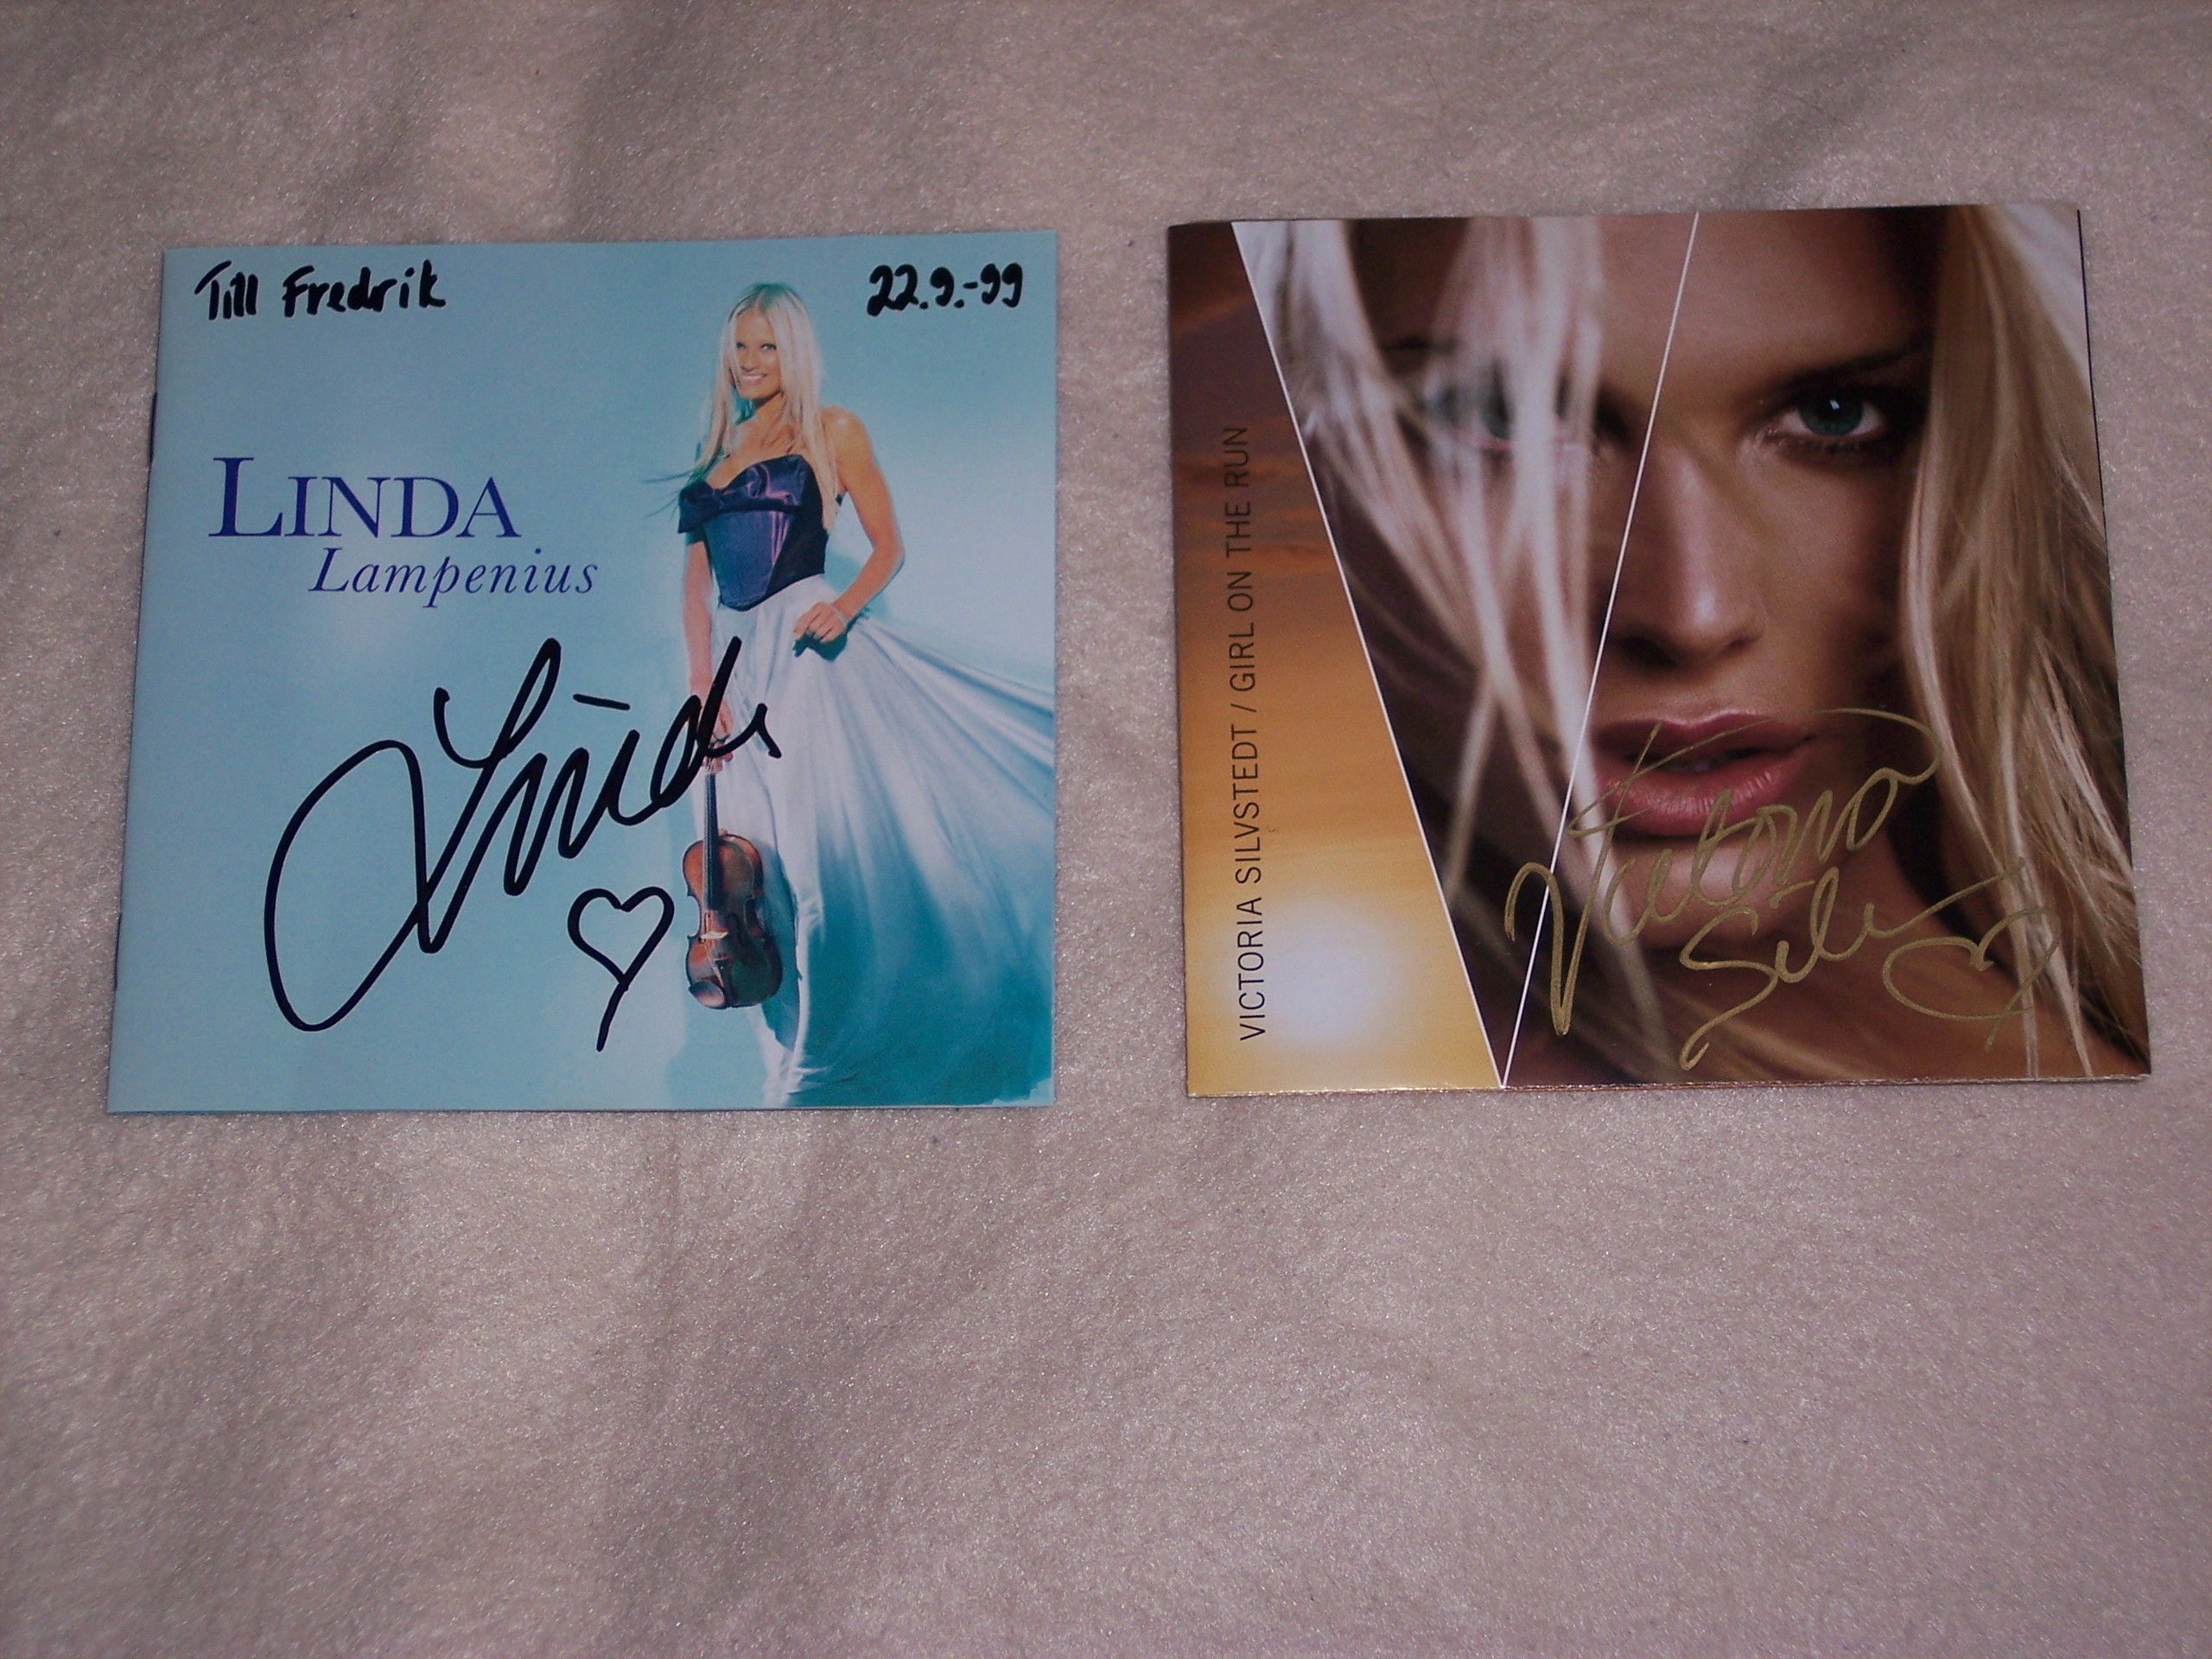 Till Fredrik
22.9.-99
LINDA
Lampenius
Linda
VICTORIA SILVSTEDT / GIRL ON THE RUN
Victoria